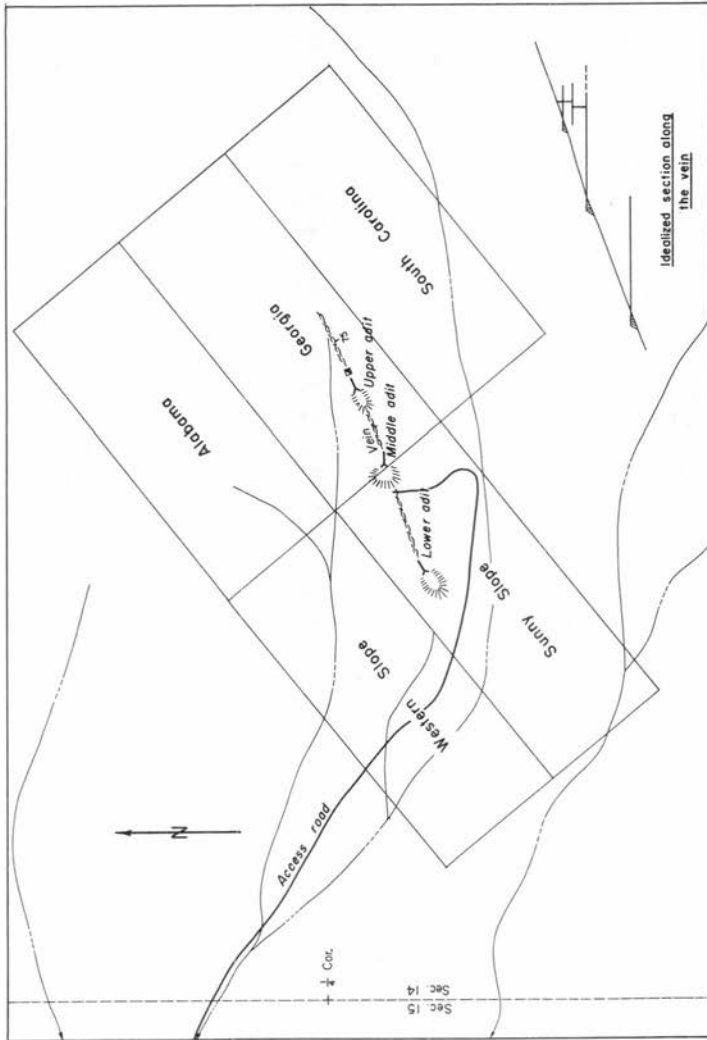 Alabama
Georgia
South Carolina
75
Upper adit
Vein
Middle adit
Lower adit
Western Slope
Sunny Slope
Access road
N
¼ Cor.
Sec. 15
Sec. 14
Idealized section along
the vein